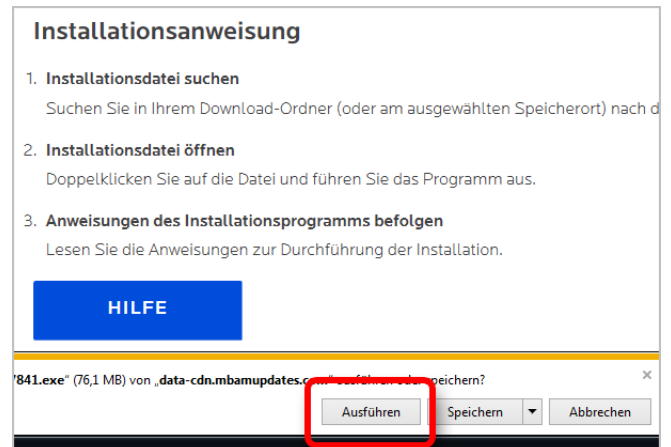 Installationsanweisung
1. Installationsdatei suchen
Suchen Sie in Ihrem Download-Ordner (oder am ausgewählten Speicherort) nach d
2. Installationsdatei öffnen
Doppelklicken Sie auf die Datei und führen Sie das Programm aus.
3. Anweisungen des Installationsprogramms befolgen
Lesen Sie die Anweisungen zur Durchführung der Installation.
HILFE
841.exe“ (76,1 MB) von „data-cdn.mbamupdates.com“ ausführen oder speichern?
Ausführen Speichern Abbrechen